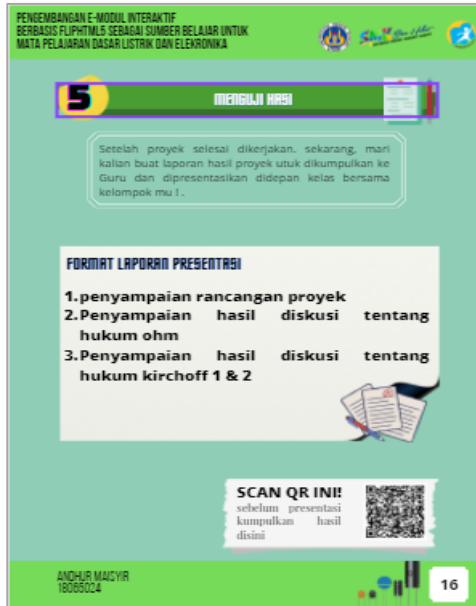 PENGEMBANGAN E-MODUL INTERAKTIF
BERBASIS FLIPHTML5 SEBAGAI SUMBER BELAJAR UNTUK
MATA PELAJARAN DASAR LISTRIK DAN ELEKRONIKA
5
MENGUJI HASI
Setelah proyek selesai dikerjakan. sekarang, mari
kalian buat laporan hasil proyek utuk dikumpulkan ke
Guru dan dipresentasikan didepan kelas bersama
kelompok mu ! .
FORMAT LAPORAN PRESENTASI
1.penyampaian rancangan proyek
2.Penyampaian hasil diskusi tentang
hukum ohm
3.Penyampaian hasil diskusi tentang
hukum kirchoff 1 & 2
SCAN QR INI!
sebelum presentasi
kumpulkan hasil
disini
ANDHUR MAISYIR
18065024
16